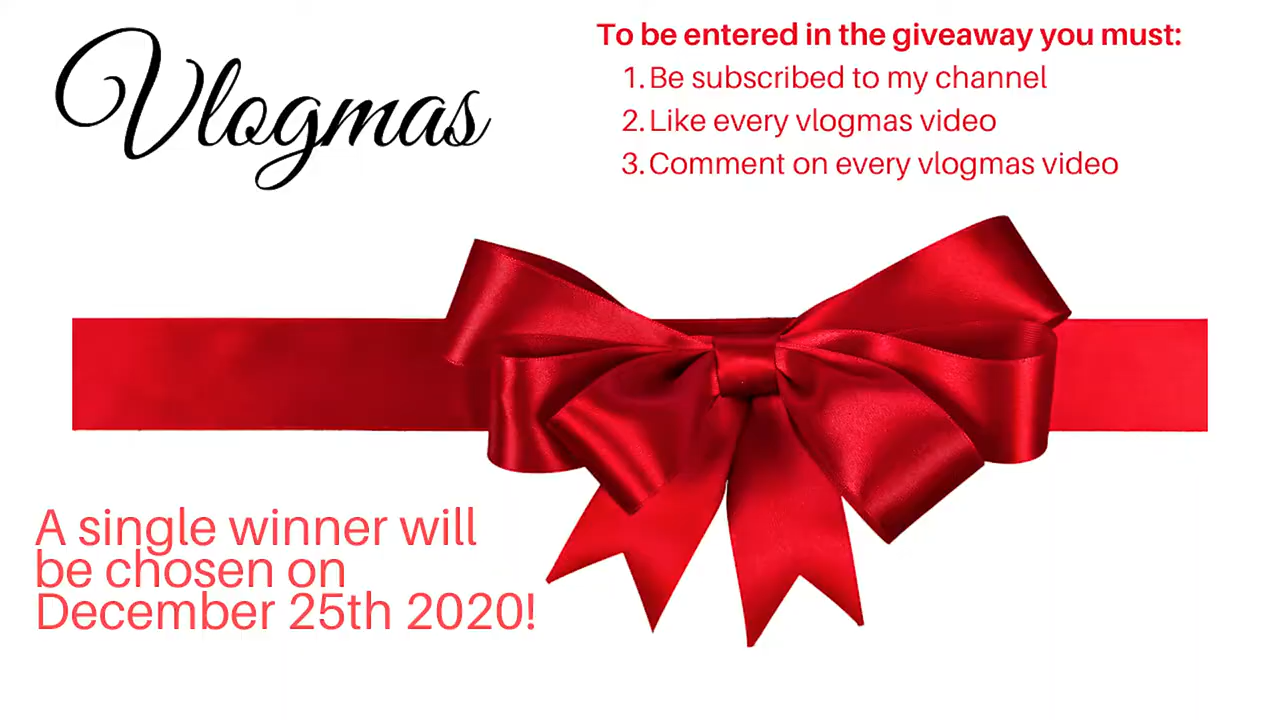 Vlogmas
To be entered in the giveaway you must:
1. Be subscribed to my channel
2. Like every vlogmas video
3. Comment on every vlogmas video
A single winner will
be chosen on
December 25th 2020!